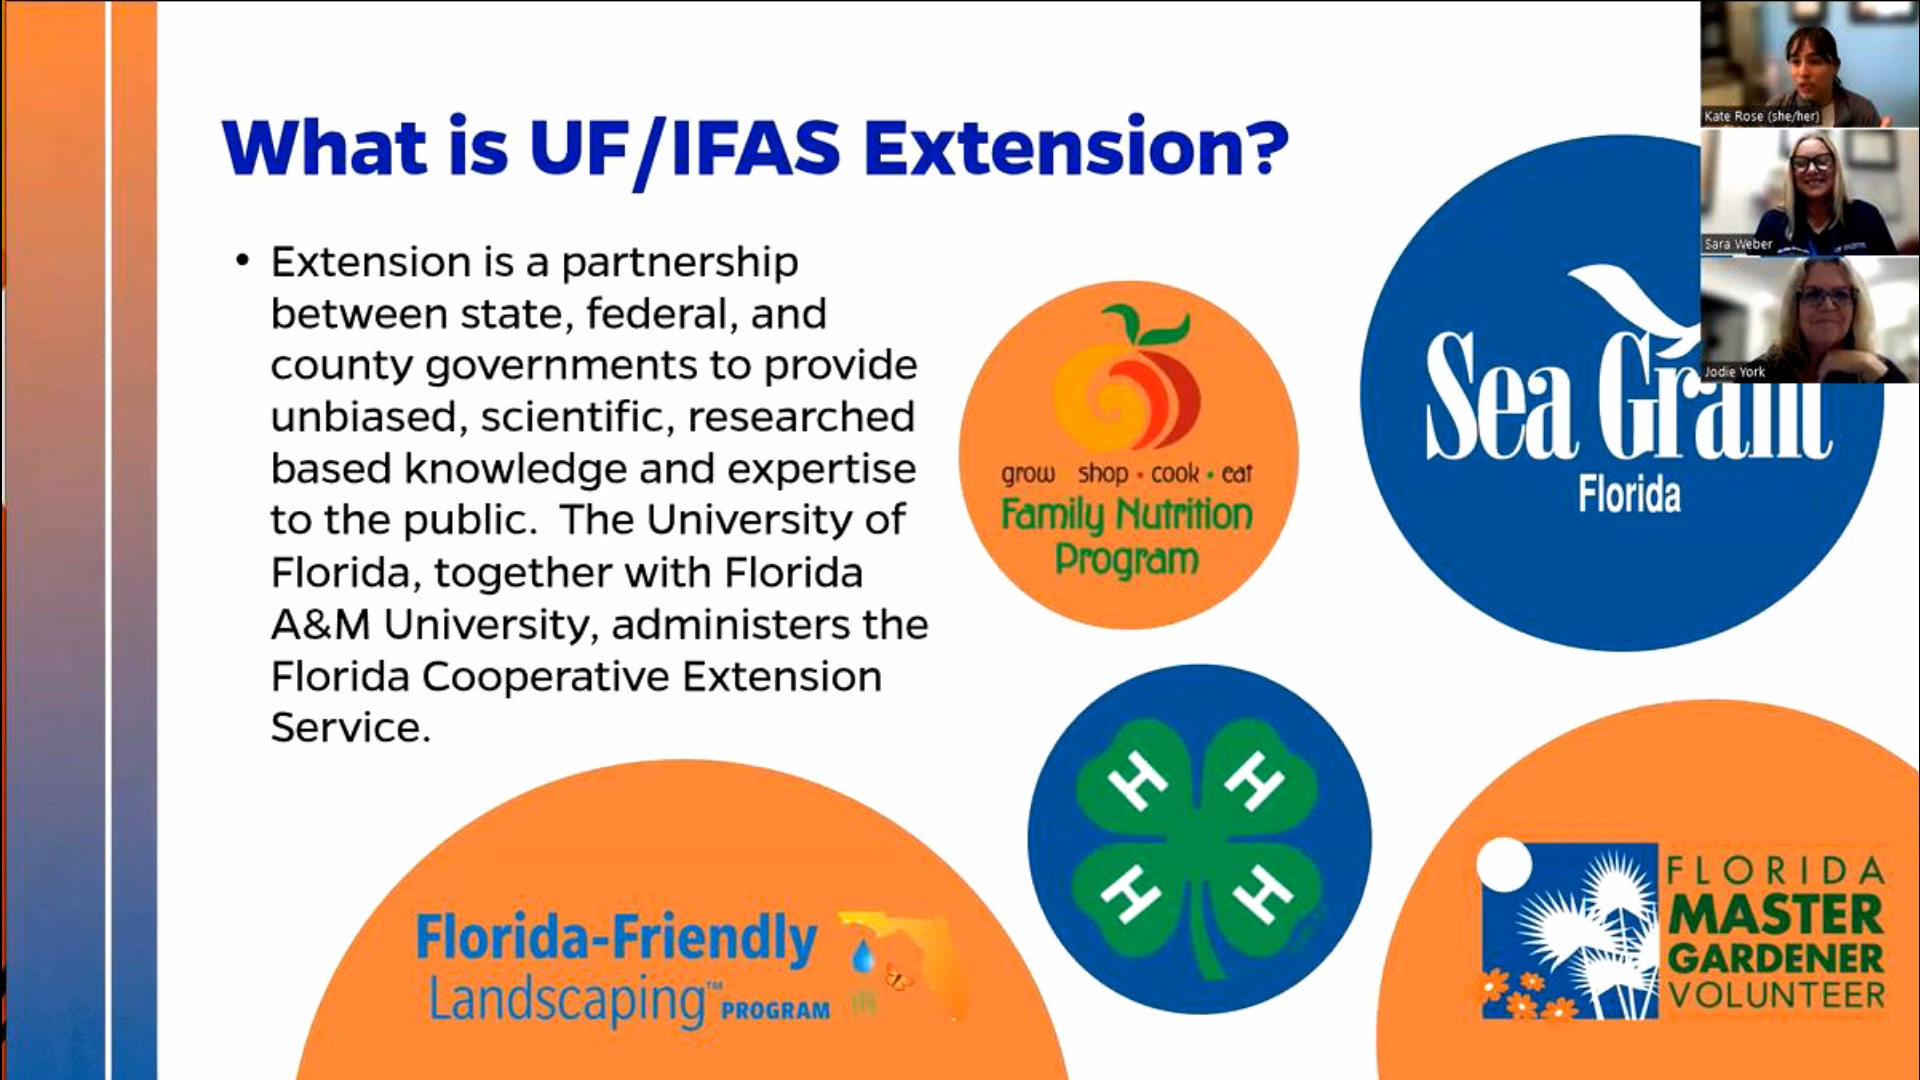 What is UF/IFAS Extension?
• Extension is a partnership
between state, federal, and
county governments to provide
unbiased, scientific, researched
based knowledge and expertise
to the public.  The University of
Florida, together with Florida
A&M University, administers the
Florida Cooperative Extension
Service.
grow shop • cook • eat
Family Nutrition
Program
Sea Grant
Florida
H H
H H
Florida-Friendly
Landscaping™ PROGRAM
FLORIDA
MASTER
GARDENER
VOLUNTEER
Kate Rose (she/her)
Sara Weber
Jodie York